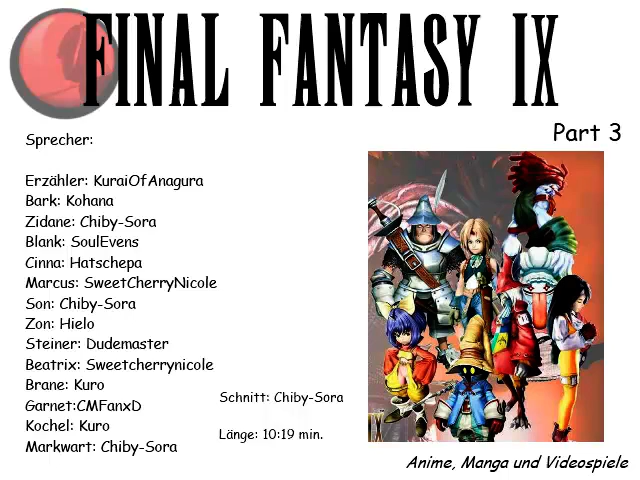 FINAL FANTASY IX
Part 3
Sprecher:
Erzähler: KuraiOfAnagura
Bark: Kohana
Zidane: Chiby-Sora
Blank: SoulEvens
Cinna: Hatschepa
Marcus: SweetCherryNicole
Son: Chiby-Sora
Zon: Hielo
Steiner: Dudemaster
Beatrix: Sweetcherrynicole
Brane: Kuro
Garnet:CMFanxD
Kochel: Kuro
Markwart: Chiby-Sora
Schnitt: Chiby-Sora
Länge: 10:19 min.
Anime, Manga und Videospiele